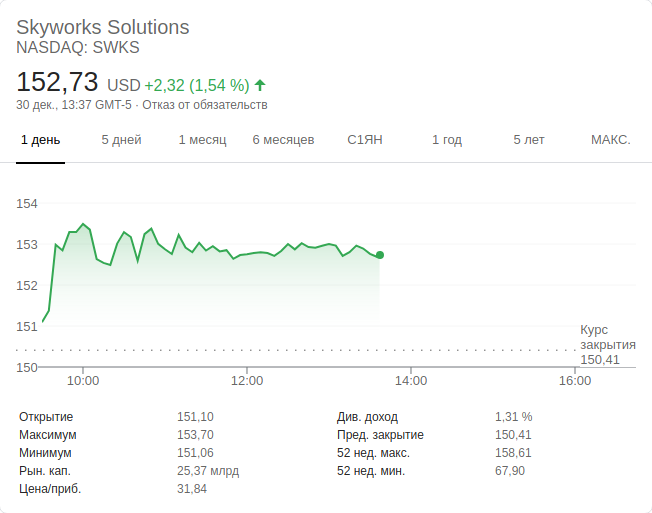 Skyworks Solutions
NASDAQ: SWKS
152,73 USD +2,32 (1,54 %)
30 дек., 13:37 GMT-5 · Отказ от обязательств
1 день 5 дней 1 месяц 6 месяцев С1ЯН 1 год 5 лет МАКС.
154
153
152
151
Курс
закрытия
150,41
150
10:00 12:00 14:00 16:00
Открытие 151,10 Див. доход 1,31 %
Максимум 153,70 Пред. закрытие 150,41
Минимум 151,06 52 нед. макс. 158,61
Рын. кап. 25,37 млрд 52 нед. мин. 67,90
Цена/приб. 31,84